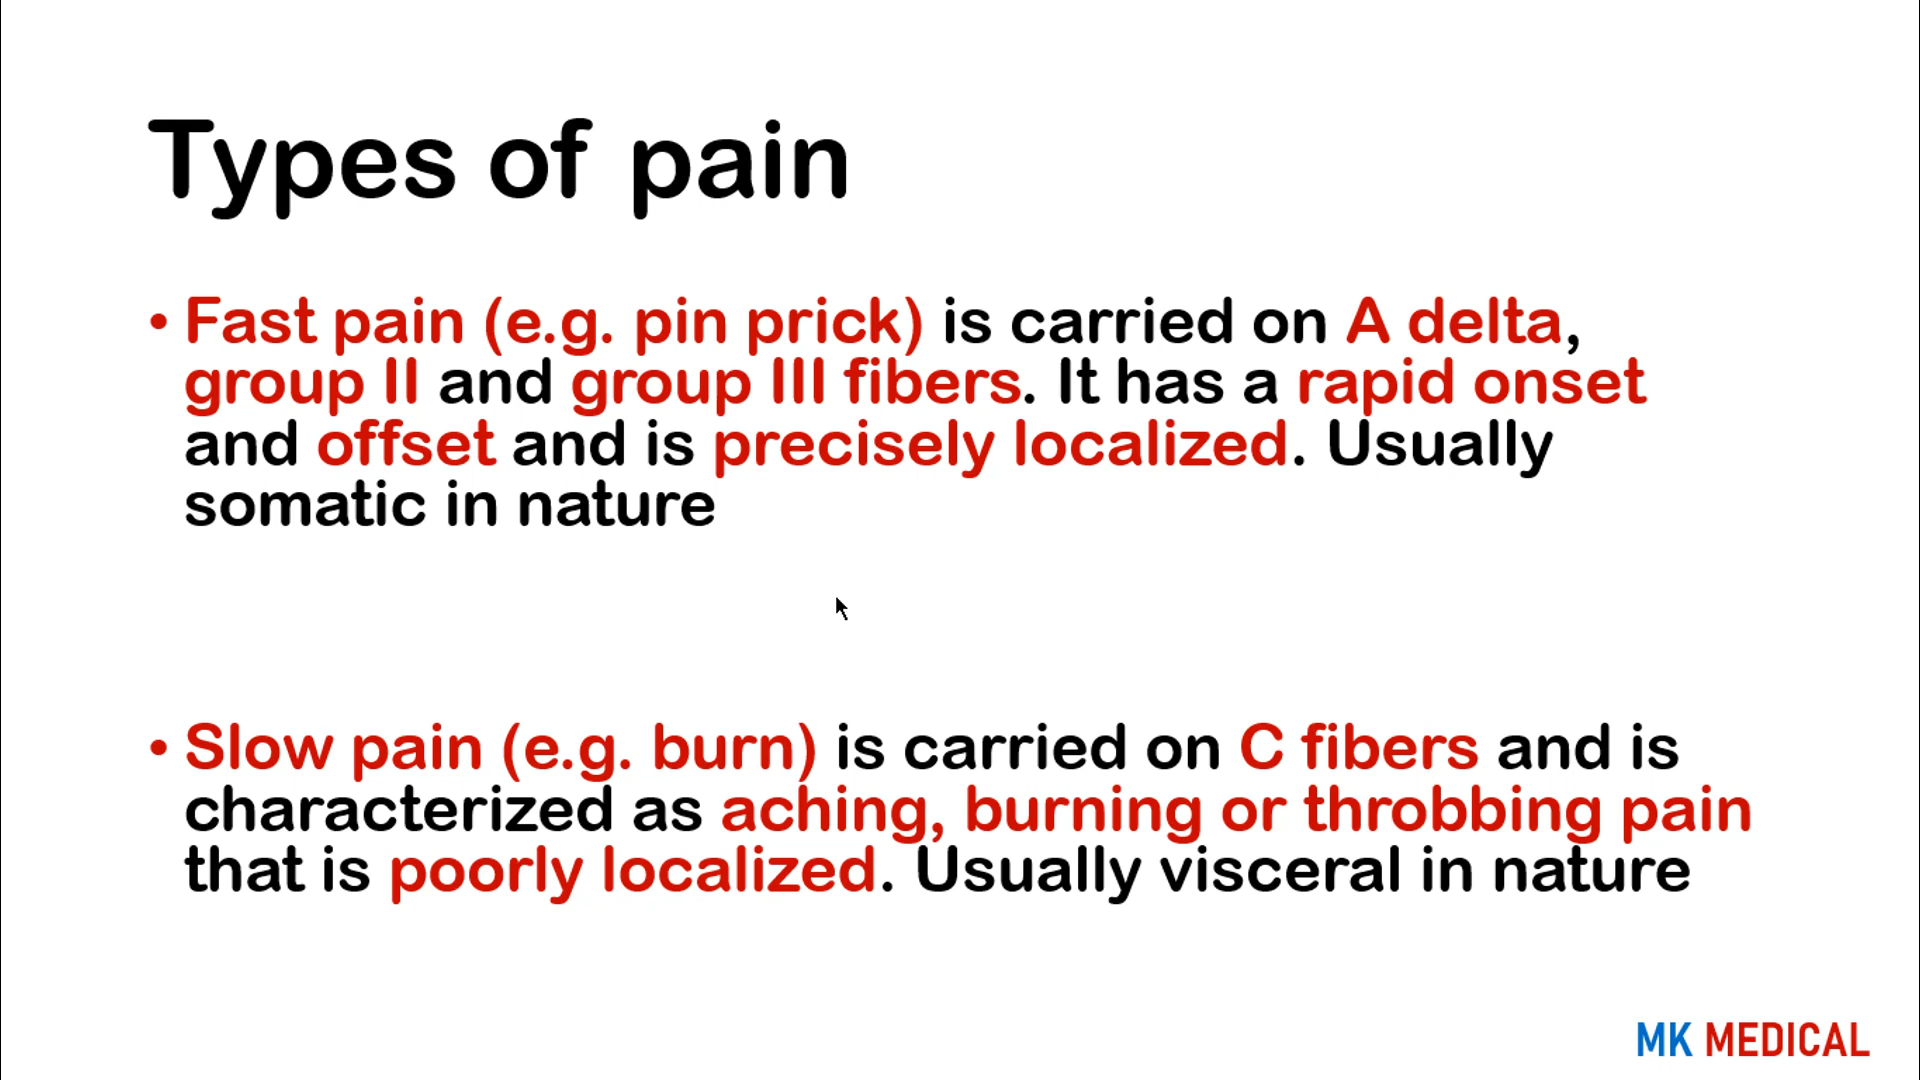 Types of pain
• Fast pain (e.g. pin prick) is carried on A delta,
group II and group III fibers. It has a rapid onset
and offset and is precisely localized. Usually
somatic in nature
• Slow pain (e.g. burn) is carried on C fibers and is
characterized as aching, burning or throbbing pain
that is poorly localized. Usually visceral in nature
MK MEDICAL